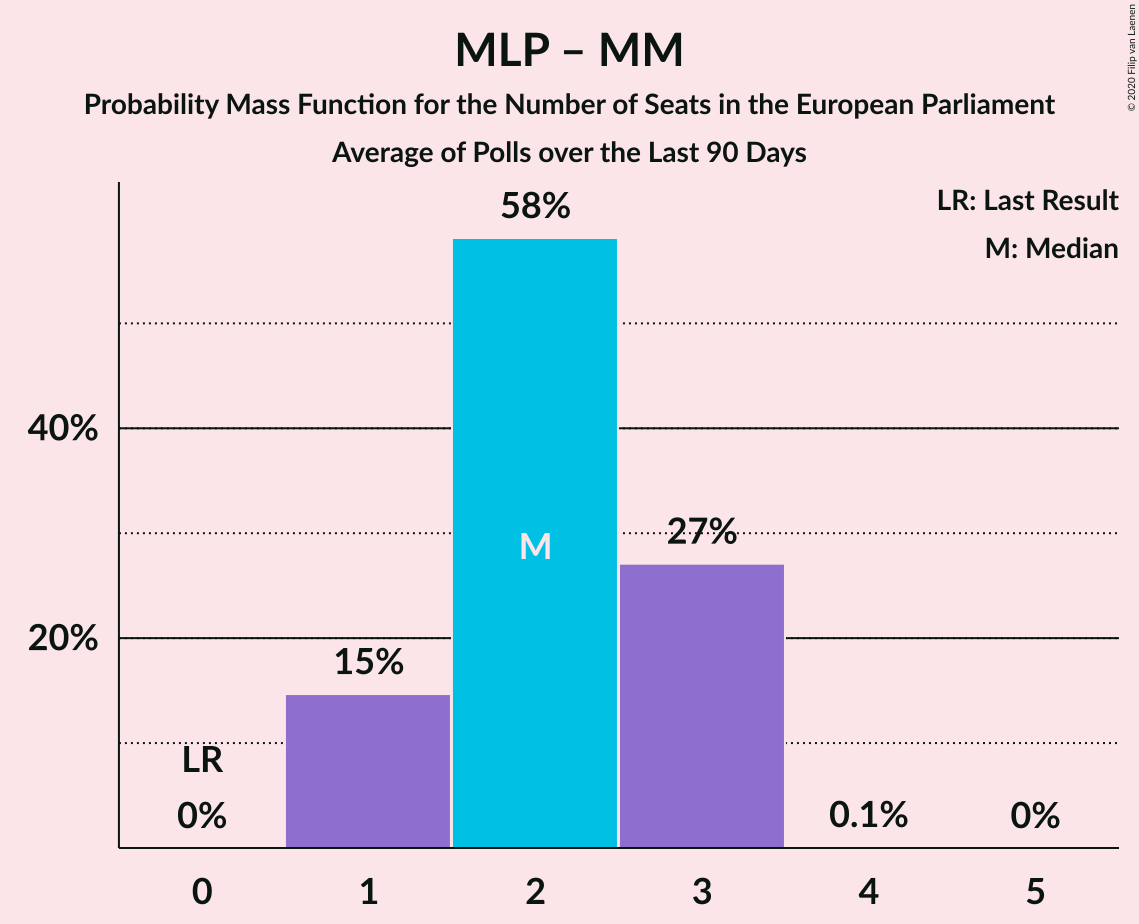 MLP – MM
Probability Mass Function for the Number of Seats in the European Parliament
Average of Polls over the Last 90 Days
© 2020 Filip van Laenen
LR: Last Result
M: Median
58%
40%
M
27%
20%
15%
LR
0%
0.1%
0%
0 1 2 3 4 5